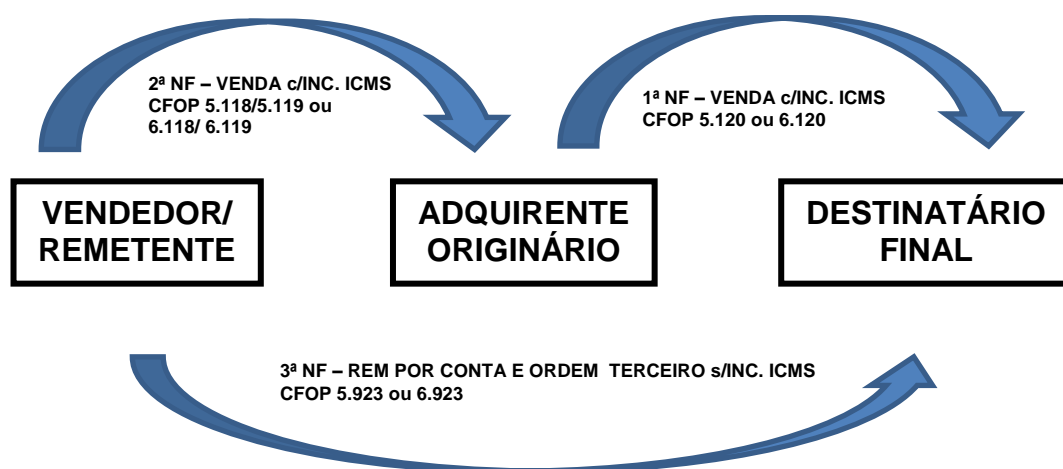 2ª NF – VENDA c/INC. ICMS
CFOP 5.118/5.119 ou
6.118/ 6.119
1ª NF – VENDA c/INC. ICMS
CFOP 5.120 ou 6.120
VENDEDOR/
REMETENTE
ADQUIRENTE
ORIGINÁRIO
DESTINATÁRIO
FINAL
3ª NF – REM POR CONTA E ORDEM TERCEIRO s/INC. ICMS
CFOP 5.923 ou 6.923